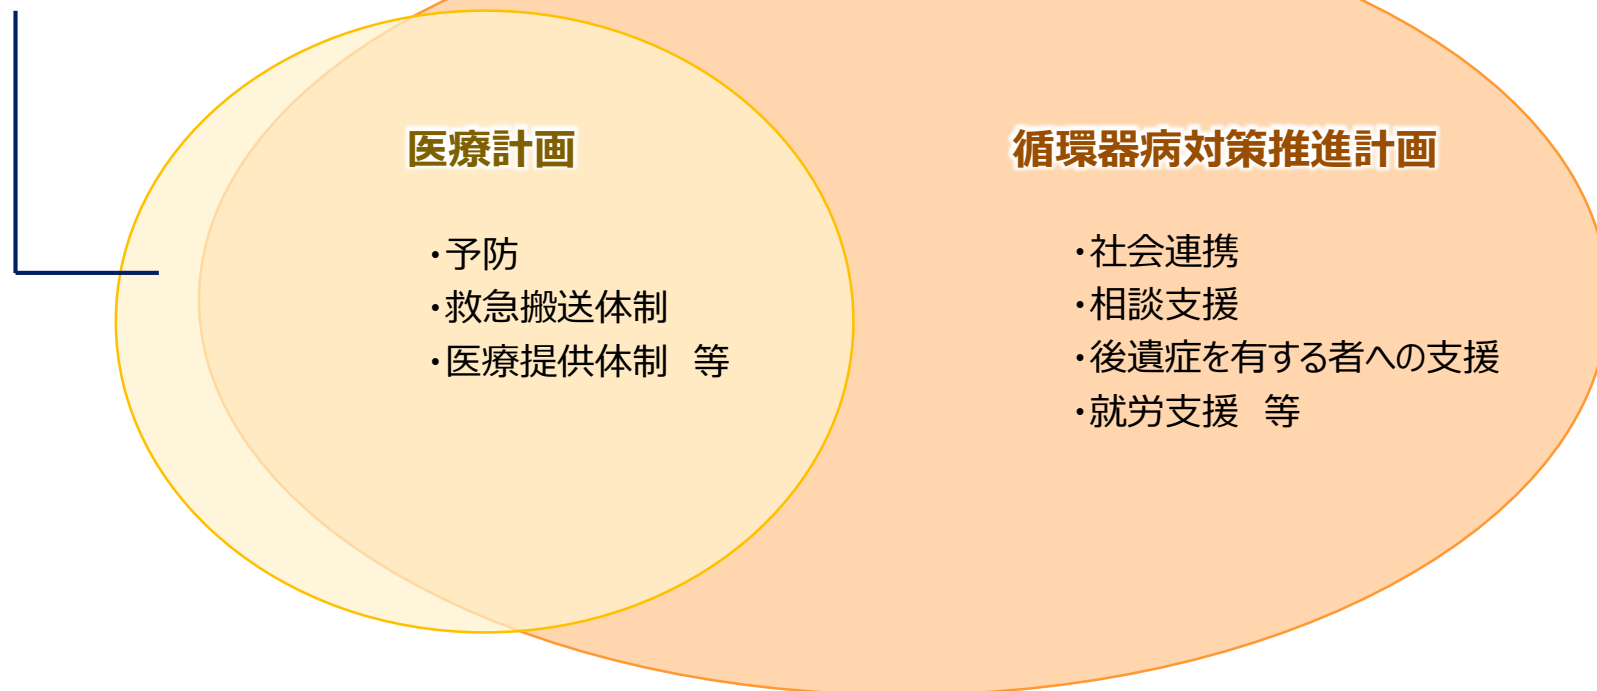 医療計画
・予防
・救急搬送体制
・医療提供体制　等
循環器病対策推進計画
・社会連携
・相談支援
・後遺症を有する者への支援
・就労支援　等